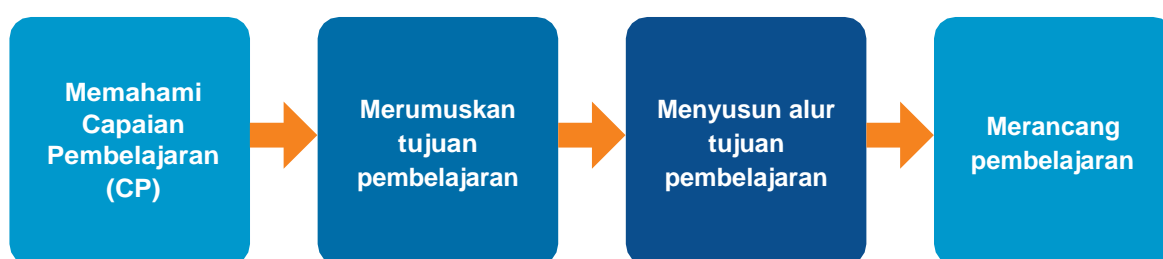 Memahami
Capaian
Pembelajaran
(CP)
Merumuskan
tujuan
pembelajaran
Menyusun alur
tujuan
pembelajaran
Merancang
pembelajaran